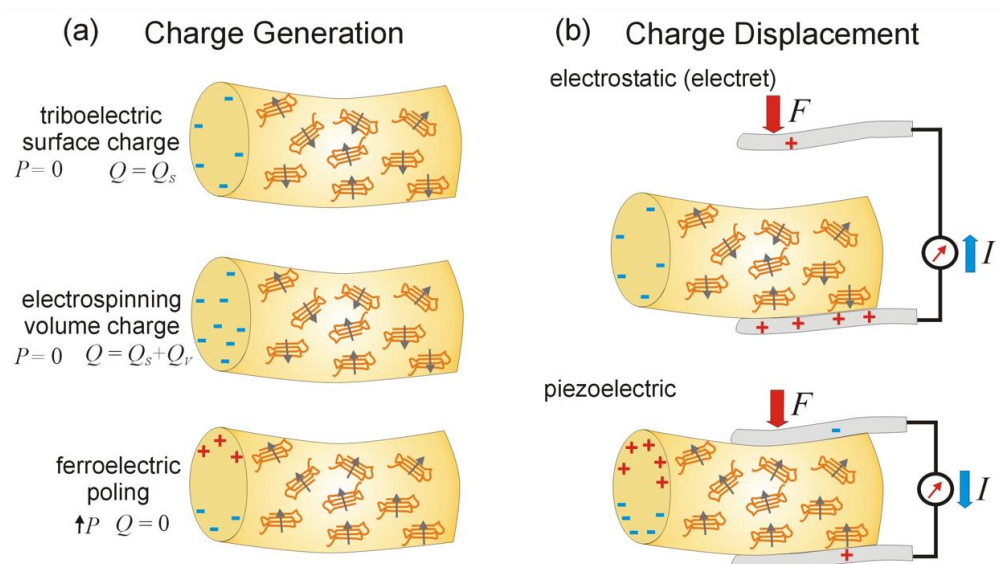 (a) Charge Generation
triboelectric
surface charge
P = 0 Q = Qs
electrospinning
volume charge
P = 0 Q = Qs+QV
ferroelectric
poling
↑P Q = 0
(b) Charge Displacement
electrostatic (electret)
F
I
piezoelectric
F
I